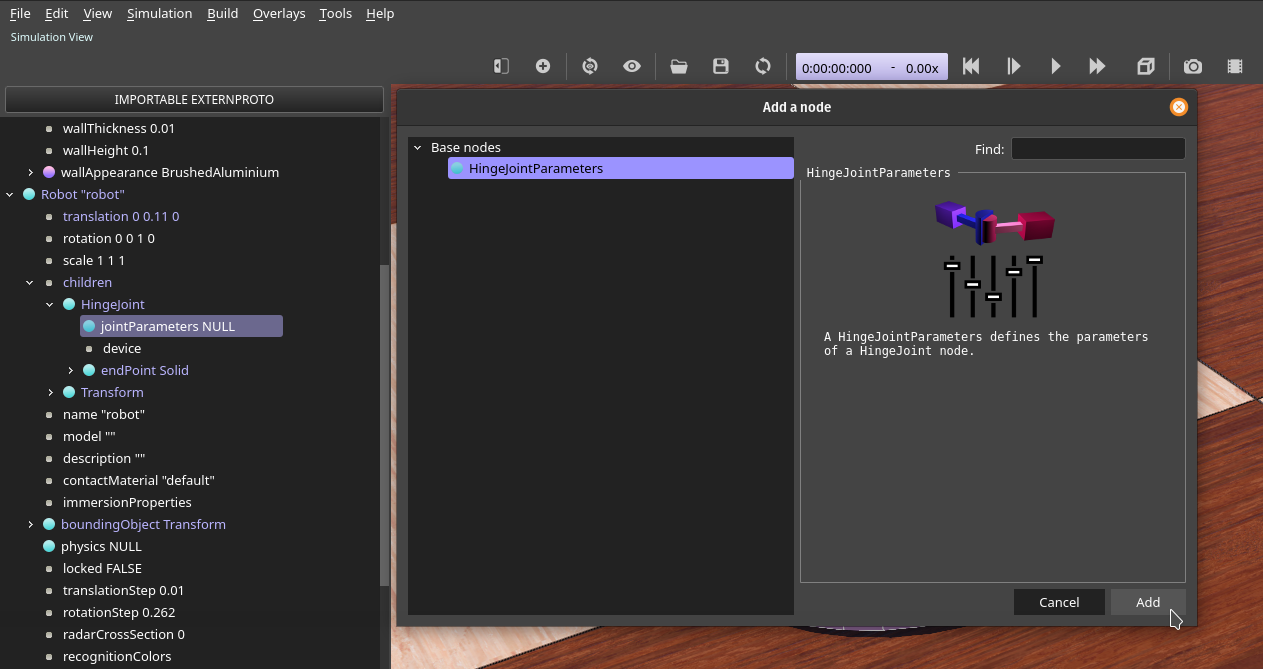 File Edit View Simulation Build Overlays Tools Help
Simulation View
0:00:00:000 - 0.00x
IMPORTABLE EXTERNPROTO
wallThickness 0.01
wallHeight 0.1
wallAppearance BrushedAluminium
Robot "robot"
translation 0 0.11 0
rotation 0 0 1 0
scale 1 1 1
children
HingeJoint
jointParameters NULL
device
endPoint Solid
Transform
name "robot"
model ""
description ""
contactMaterial "default"
immersionProperties
boundingObject Transform
physics NULL
locked FALSE
translationStep 0.01
rotationStep 0.262
radarCrossSection 0
recognitionColors
Add a node
Base nodes
HingeJointParameters
Find:
HingeJointParameters
A HingeJointParameters defines the parameters
of a HingeJoint node.
Cancel Add